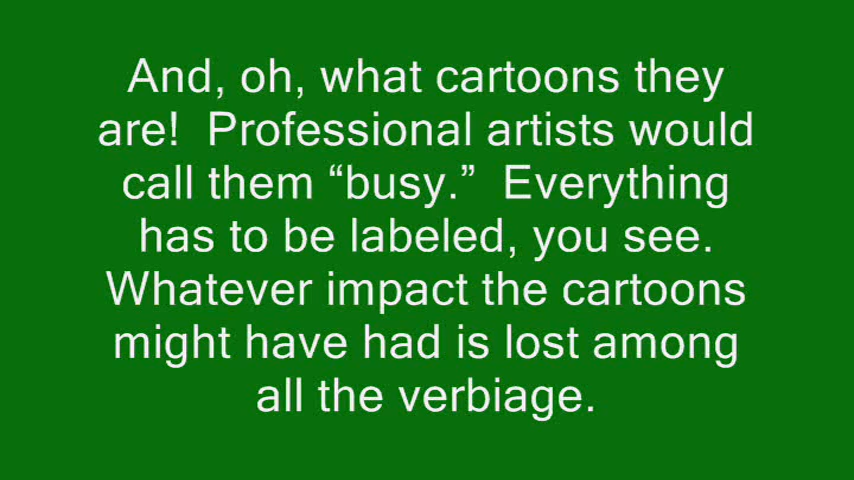 And, oh, what cartoons they
are!  Professional artists would
call them “busy.”  Everything
has to be labeled, you see.
Whatever impact the cartoons
might have had is lost among
all the verbiage.